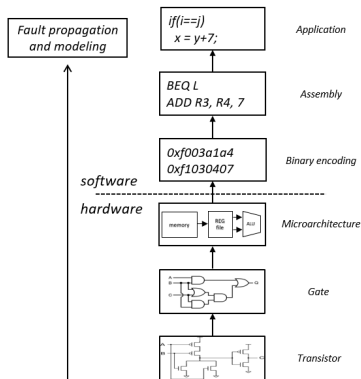 Fault propagation
and modeling
if(i==j)
x = y+7;
Application
BEQ L
ADD R3, R4, 7
Assembly
0xf003a1a4
0xf1030407
Binary encoding
software
hardware
memory
REG
file
ALU
Microarchitecture
A
B
C
Q
Gate
A
B
C
Transistor